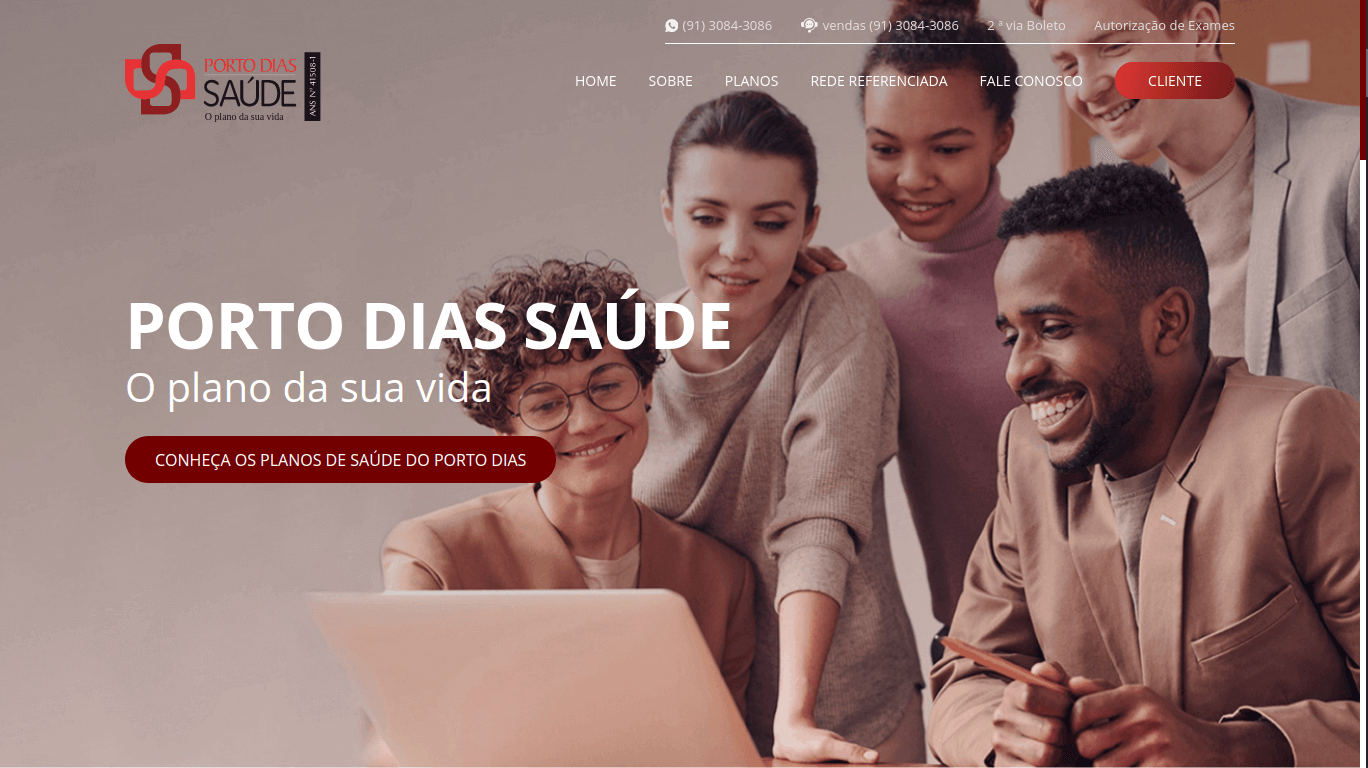 (91) 3084-3086 vendas (91) 3084-3086 2 ª via Boleto Autorização de Exames
PORTO DIAS
SAÚDE
O plano da sua vida
ANS Nº 41508-1
HOME SOBRE PLANOS REDE REFERENCIADA FALE CONOSCO CLIENTE
PORTO DIAS SAÚDE
O plano da sua vida
CONHEÇA OS PLANOS DE SAÚDE DO PORTO DIAS